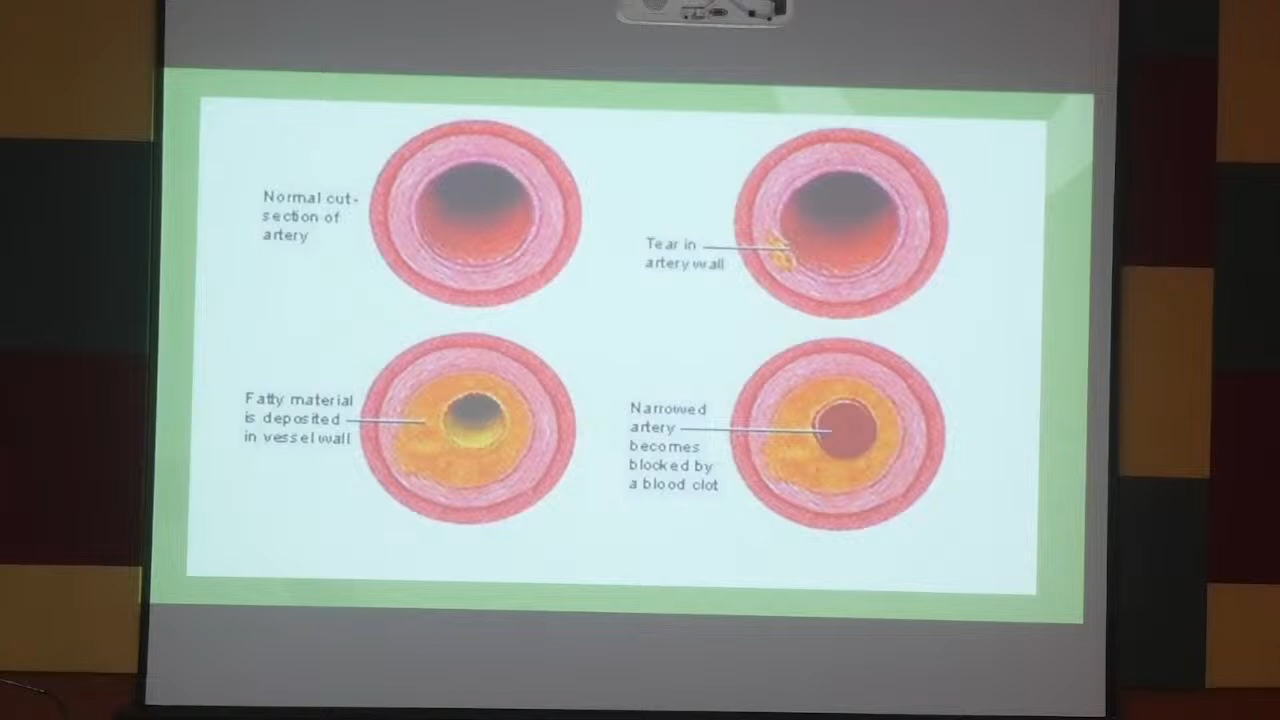 Normal cut-
section of
artery
Tear in
artery wall
Fatty material
is deposited
in vessel wall
Narrowed
artery
becomes
blocked by
a blood clot